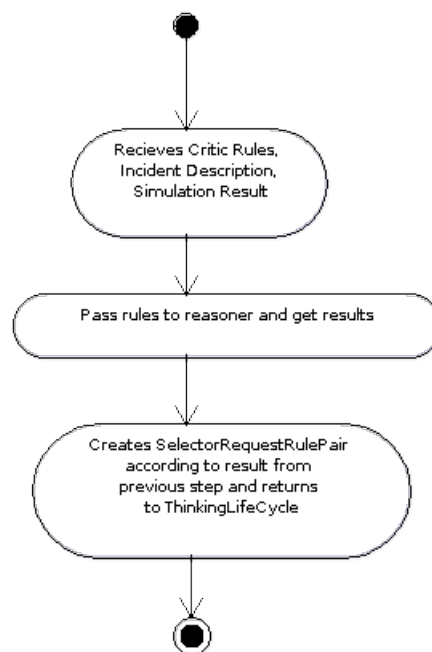 Recieves Critic Rules,
Incident Description,
Simulation Result
Pass rules to reasoner and get results
Creates SelectorRequestRulePair
according to result from
previous step and returns
to ThinkingLifeCycle